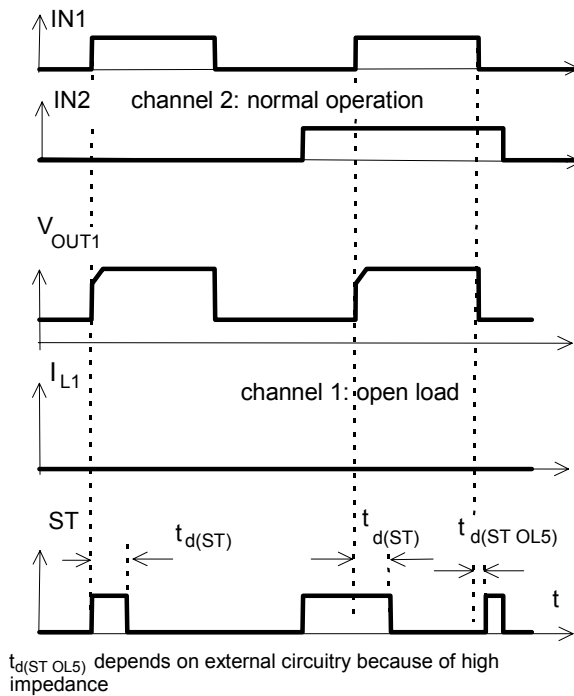 IN1
IN2
channel 2: normal operation
VOUT1
IL1
channel 1: open load
ST
td(ST)
td(ST)
td(ST OL5)
t
td(ST OL5) depends on external circuitry because of high
impedance